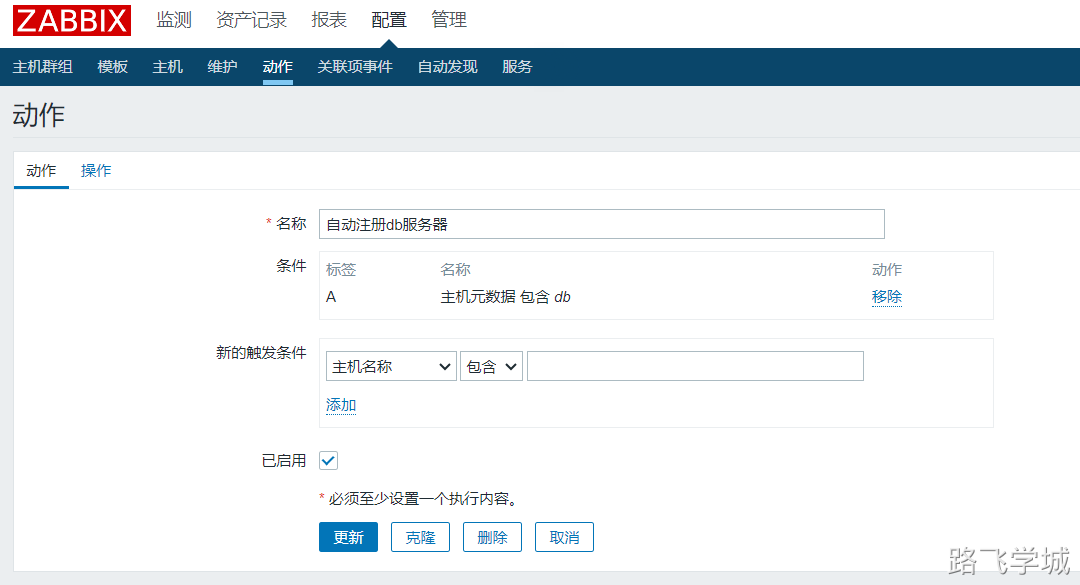 ZABBIX 监测 资产记录 报表 配置 管理
主机群组 模板 主机 维护 动作 关联项事件 自动发现 服务
动作
动作 操作
* 名称 自动注册db服务器
条件 标签 名称 动作
A 主机元数据 包含 db 移除
新的触发条件 主机名称 包含
添加
已启用
* 必须至少设置一个执行内容。
更新 克隆 删除 取消
路飞学城